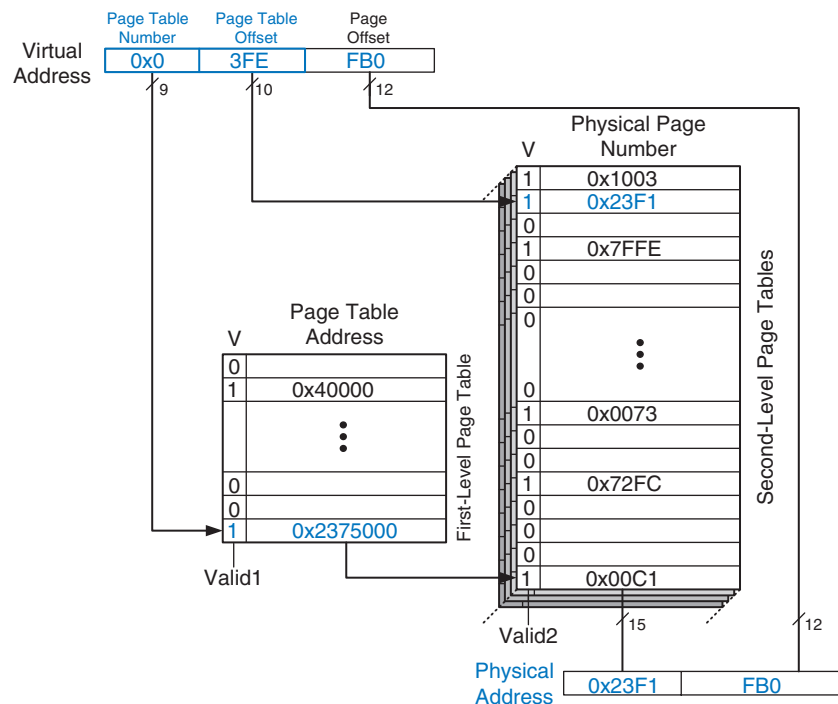 Page Table Number
Page Table Offset
Page Offset
Virtual Address
0x0
3FE
FB0
9
10
12
Physical Page Number
V
1 0x1003
1 0x23F1
0
1 0x7FFE
0
0
0
0
1 0x0073
0
0
1 0x72FC
0
0
0
1 0x00C1
Valid2
Second-Level Page Tables
Page Table Address
V
0
1 0x40000
0
0
1 0x2375000
Valid1
First-Level Page Table
15
12
Physical Address
0x23F1
FB0